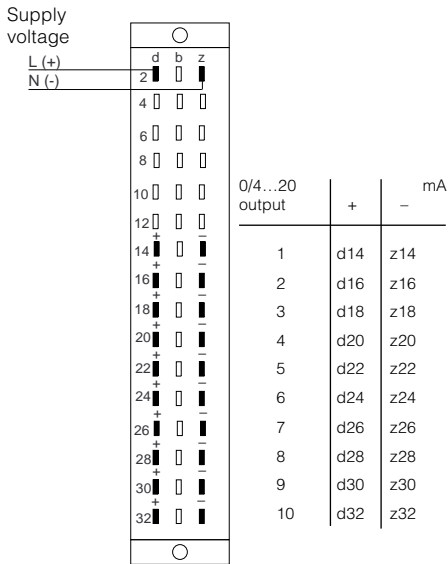 Supply
voltage
L (+)
N (-)
d b z
2
4
6
8
10
12
+ –
14
+ –
16
+ –
18
+ –
20
+ –
22
+ –
24
+ –
26
+ –
28
+ –
30
+ –
32
0/4...20 mA
output + –
1 d14 z14
2 d16 z16
3 d18 z18
4 d20 z20
5 d22 z22
6 d24 z24
7 d26 z26
8 d28 z28
9 d30 z30
10 d32 z32